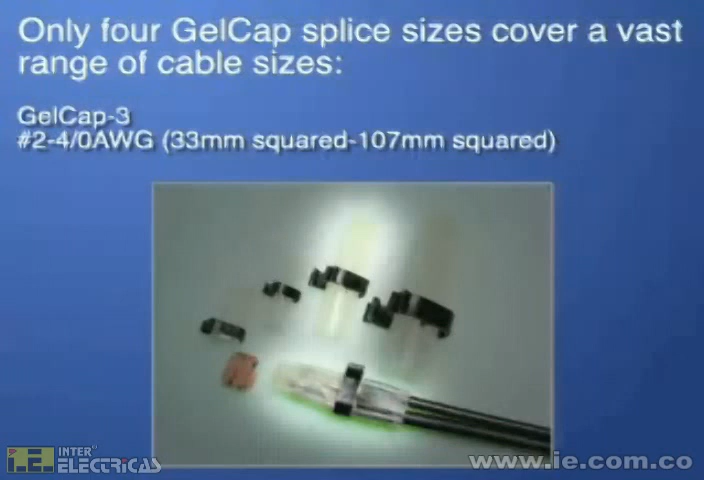 Only four GelCap splice sizes cover a vast
range of cable sizes:
GelCap-3
#2-4/0AWG (33mm squared-107mm squared)
I.E. INTER
ELECTRICAS
www.ie.com.co